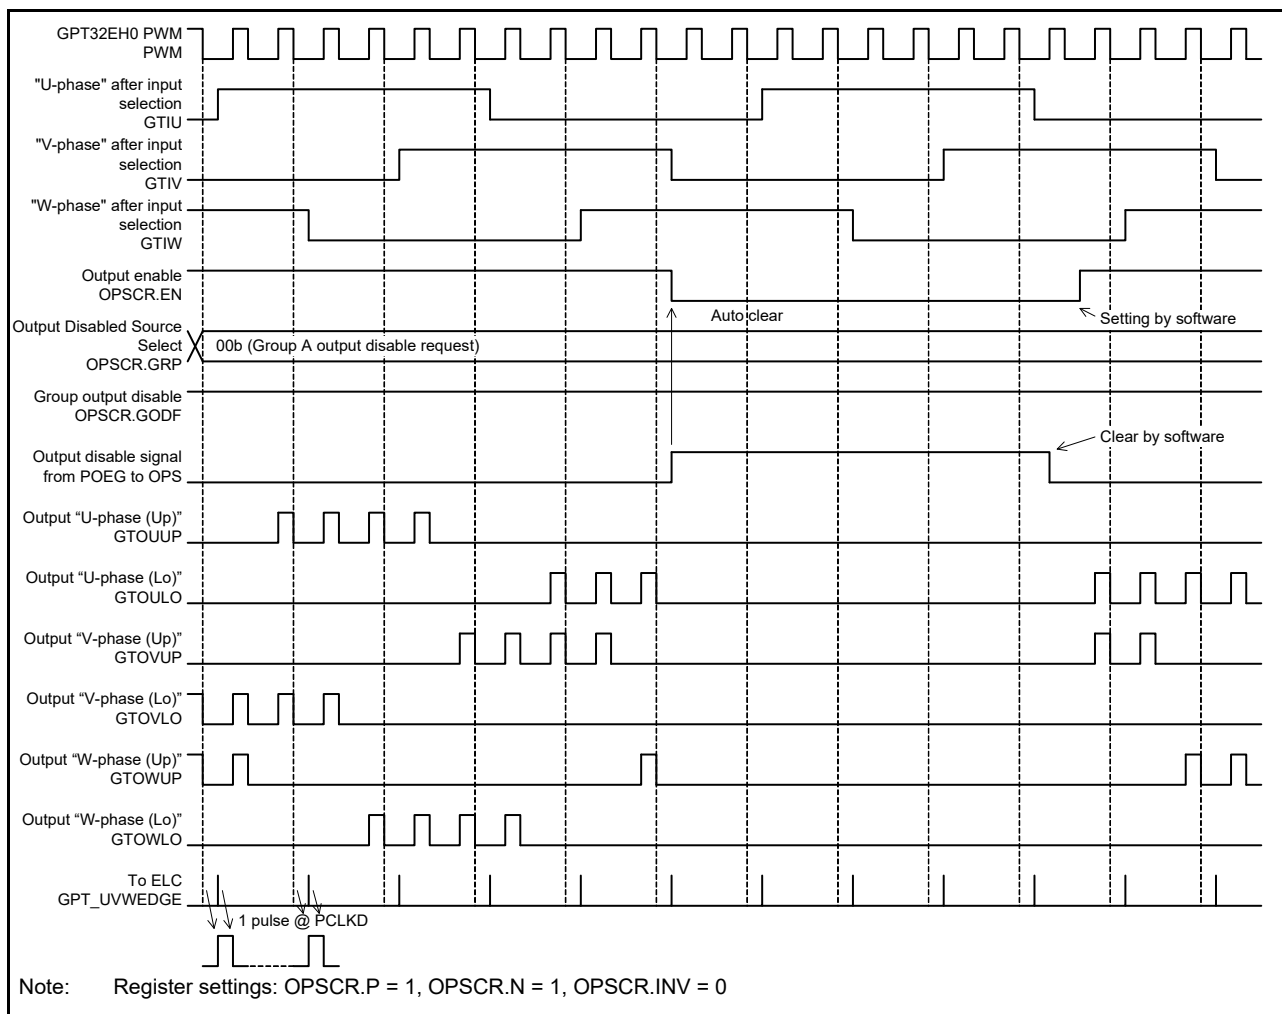 GPT32EH0 PWM
PWM
"U-phase" after input
selection
GTIU
"V-phase" after input
selection
GTIV
"W-phase" after input
selection
GTIW
Output enable
OPSCR.EN
Auto clear
Setting by software
Output Disabled Source
Select
OPSCR.GRP
00b (Group A output disable request)
Group output disable
OPSCR.GODF
Clear by software
Output disable signal
from POEG to OPS
Output “U-phase (Up)”
GTOUUP
Output “U-phase (Lo)”
GTOULO
Output “V-phase (Up)”
GTOVUP
Output “V-phase (Lo)”
GTOVLO
Output “W-phase (Up)”
GTOWUP
Output “W-phase (Lo)”
GTOWLO
To ELC
GPT_UVWEDGE
1 pulse @ PCLKD
Note: Register settings: OPSCR.P = 1, OPSCR.N = 1, OPSCR.INV = 0